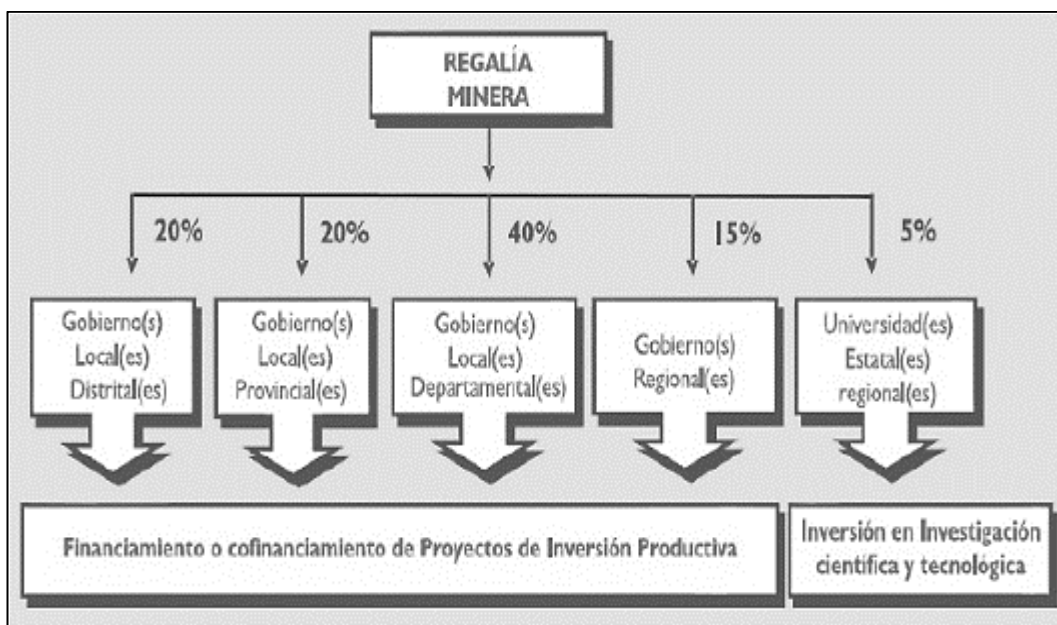 REGALÍA
MINERA
20%
20%
40%
15%
5%
Gobierno(s)
Local(es)
Distrital(es)
Gobierno(s)
Local(es)
Provincial(es)
Gobierno(s)
Local(es)
Departamental(es)
Gobierno(s)
Regional(es)
Universidad(es)
Estatal(es)
regional(es)
Financiamiento o cofinanciamiento de Proyectos de Inversión Productiva
Inversión en Investigación
científica y tecnológica